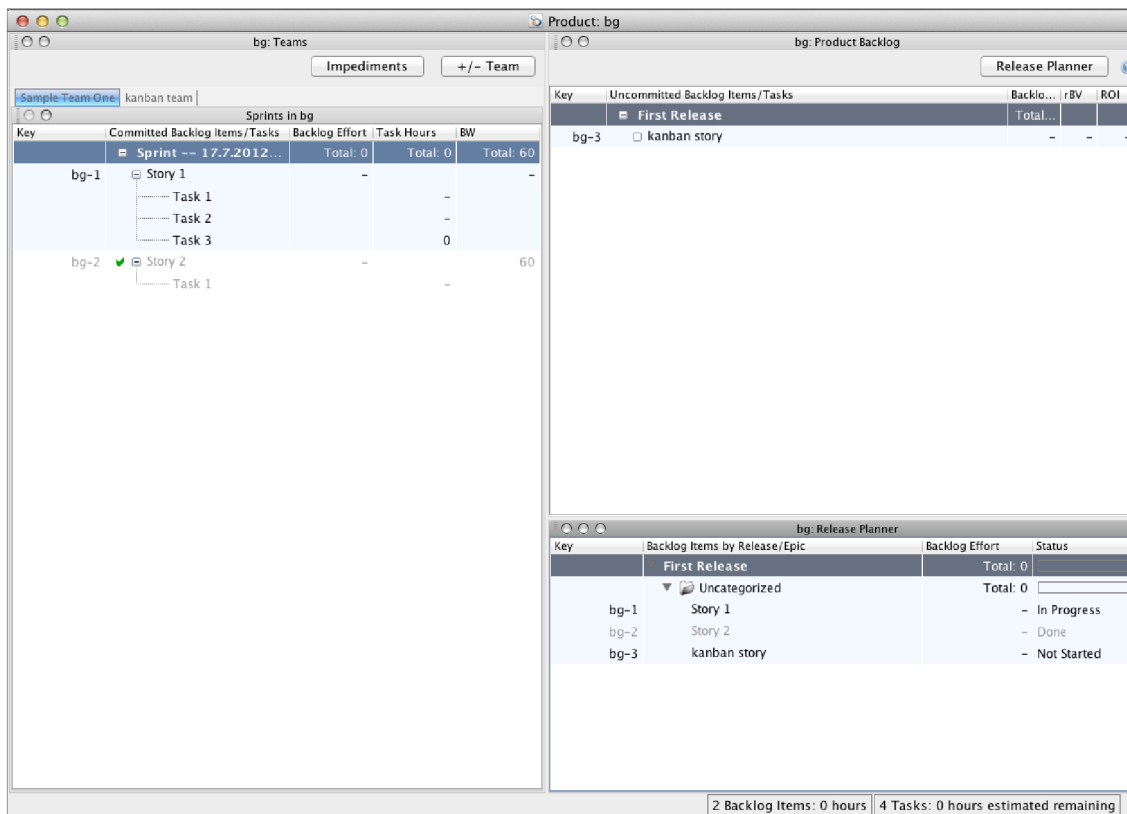 Product: bg
bg: Teams
Impediments +/- Team
Sample Team One kanban team
Sprints in bg
Key Committed Backlog Items/Tasks Backlog Effort Task Hours BW
Sprint -- 17.7.2012... Total: 0 Total: 0 Total: 60
bg-1 Story 1 - -
Task 1 -
Task 2 -
Task 3 0
bg-2 Story 2 - 60
Task 1 -
bg: Product Backlog
Release Planner
Key Uncommitted Backlog Items/Tasks Backlo... rBV ROI
First Release Total...
bg-3 kanban story - - -
bg: Release Planner
Key Backlog Items by Release/Epic Backlog Effort Status
First Release Total: 0
Uncategorized Total: 0
bg-1 Story 1 - In Progress
bg-2 Story 2 - Done
bg-3 kanban story - Not Started
2 Backlog Items: 0 hours 4 Tasks: 0 hours estimated remaining